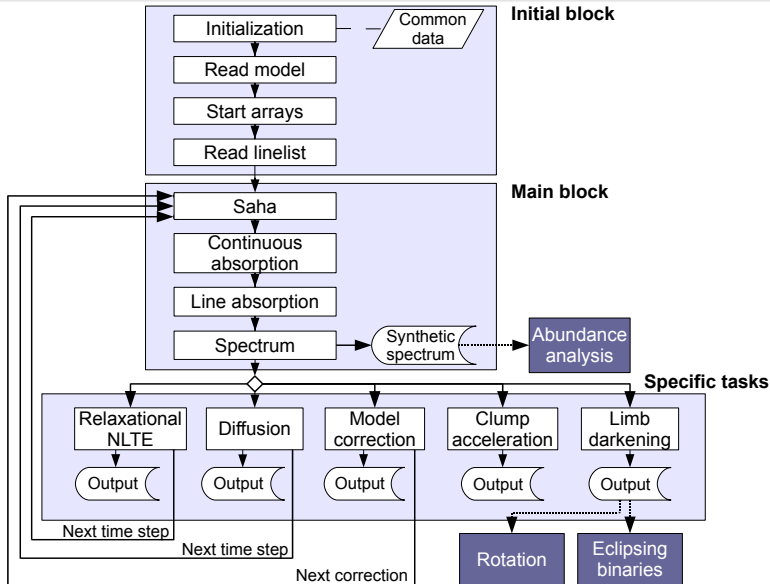 Initial block
Initialization
Common
data
Read model
Start arrays
Read linelist
Main block
Saha
Continuous
absorption
Line absorption
Spectrum
Synthetic
spectrum
Abundance
analysis
Specific tasks
Relaxational
NLTE
Diffusion
Model
correction
Clump
acceleration
Limb
darkening
Output
Output
Output
Output
Output
Next time step
Next time step
Next correction
Rotation
Eclipsing
binaries